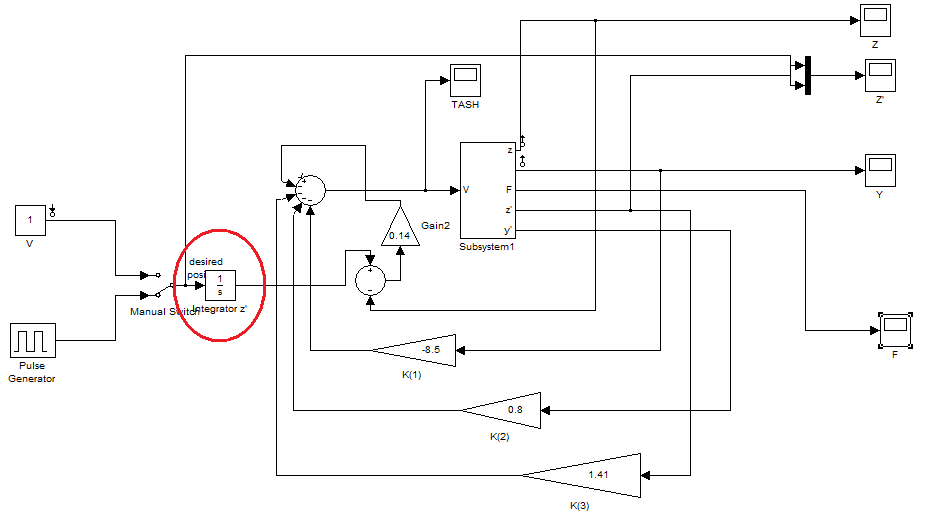 Z
Z'
TASH
z
V
F
z'
y'
Subsystem1
Y
1
V
Gain2
0.14
+
-
desired
posi
1
s
Integrator z'
Manual Switch
Pulse
Generator
-8.5
K(1)
0.8
K(2)
1.41
K(3)
F